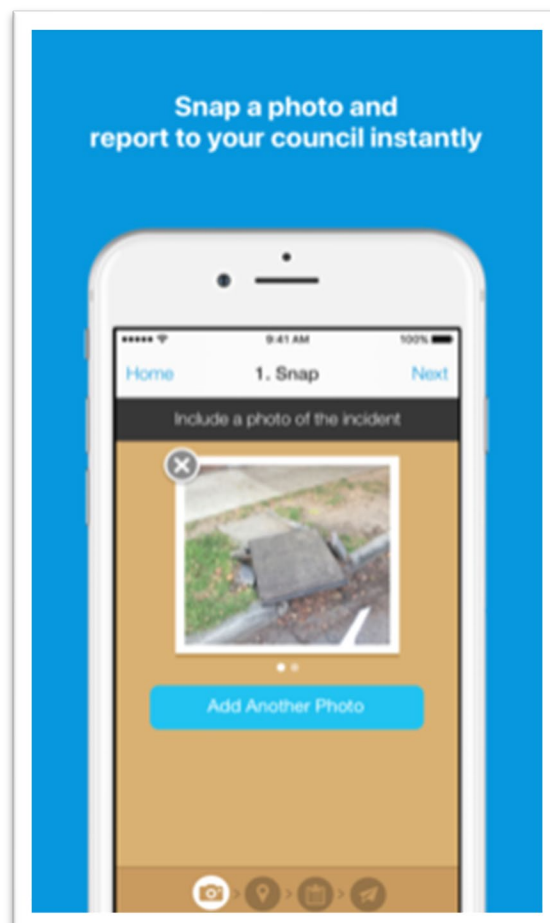 Snap a photo and
report to your council instantly
9:41 AM 100%
Home 1. Snap Next
Include a photo of the incident
Add Another Photo